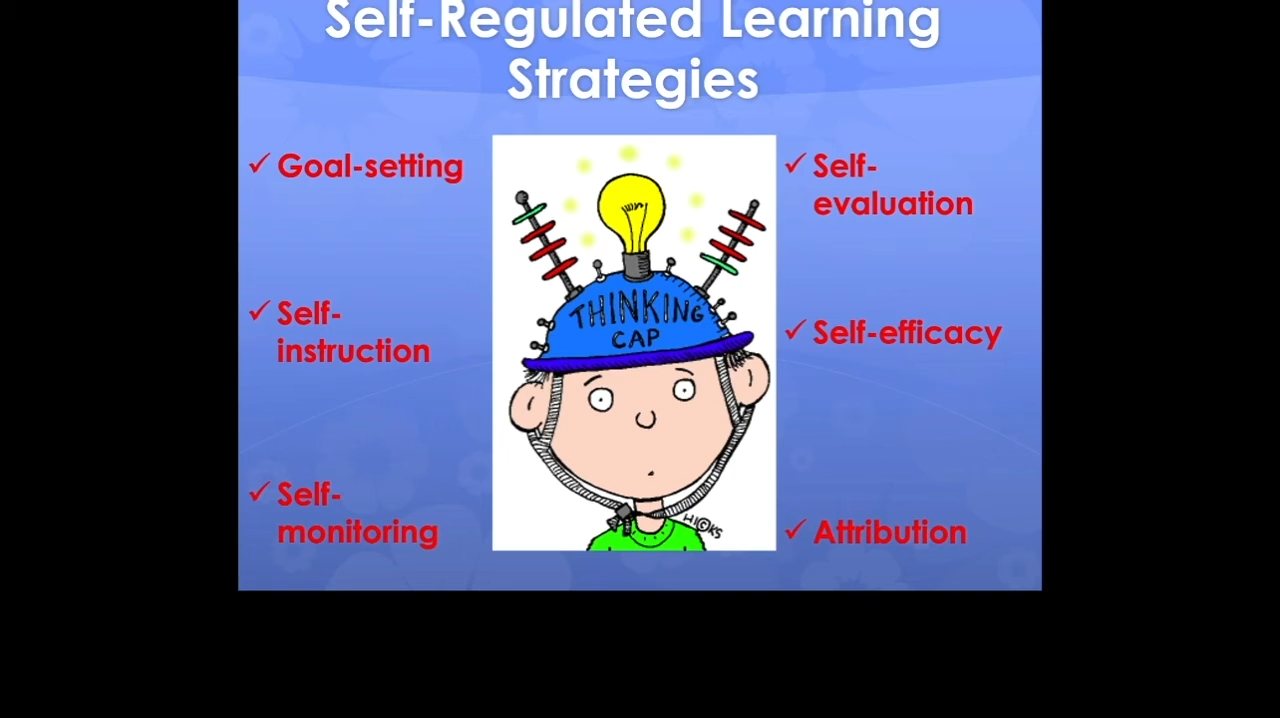 Self-Regulated Learning
Strategies
✓ Goal-setting
✓ Self-
instruction
✓ Self-
monitoring
THINKING
CAP
HICKS
✓ Self-
evaluation
✓ Self-efficacy
✓ Attribution